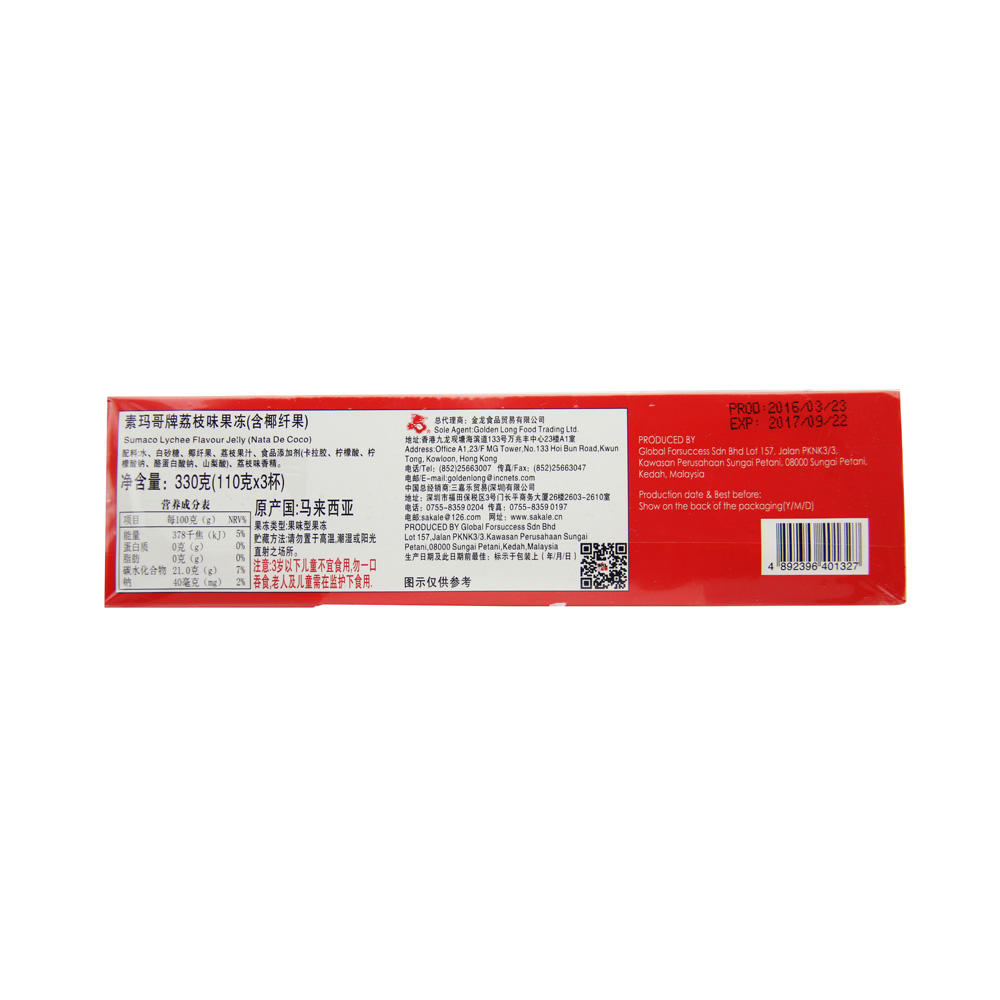 素玛哥牌荔枝味果冻(含椰纤果)
Sumaco Lychee Flavour Jelly (Nata De Coco)
配料:水、白砂糖、椰纤果、荔枝果汁、食品添加剂(卡拉胶、柠檬酸、柠
檬酸钠、酪蛋白酸钠、山梨酸)、荔枝味香精。
净含量: 330克(110克x3杯)
营养成分表
项目 每100克(g) NRV%
能量 378千焦(kJ) 5%
蛋白质 0克(g) 0%
脂肪 0克(g) 0%
碳水化合物 21.0克(g) 7%
钠 40毫克(mg) 2%
原产国:马来西亚
果冻类型:果味型果冻
贮藏方法:请勿置于高温,潮湿或阳光
直射之场所。
注意:3岁以下儿童不宜食用,勿一口
吞食,老人及儿童需在监护下食用.
总代理商: 金龙食品贸易有限公司
Sole Agent:Golden Long Food Trading Ltd.
地址:香港九龙观塘海滨道133号万兆丰中心23楼A1室
Address:Office A1,23/F MG Tower,No.133 Hoi Bun Road,Kwun
Tong, Kowloon, Hong Kong
电话/Tel: (852)25663007 传真/Fax: (852)25663047
电邮/E-mail:goldenlong@incnets.com
中国总经销商:三嘉乐贸易(深圳)有限公司
地址: 深圳市福田保税区3号门长平商务大厦26楼2603-2610室
电话: 0755-8359 0204 传真: 0755-8359 0197
电邮:sakale@126.com 网址: www.sakale.cn
PRODUCED BY Global Forsuccess Sdn Bhd
Lot 157,Jalan PKNK3/3,Kawasan Perusahaan Sungai
Petani,08000 Sungai Petani,Kedah,Malaysia
生产日期及此日期前最佳: 标示于包装上(年/月/日)
图示仅供参考
PROD:2016/03/23
EXP: 2017/09/22
PRODUCED BY
Global Forsuccess Sdn Bhd Lot 157, Jalan PKNK3/3,
Kawasan Perusahaan Sungai Petani, 08000 Sungai Petani,
Kedah, Malaysia
Production date & Best before:
Show on the back of the packaging(Y/M/D)
4 892396 401327